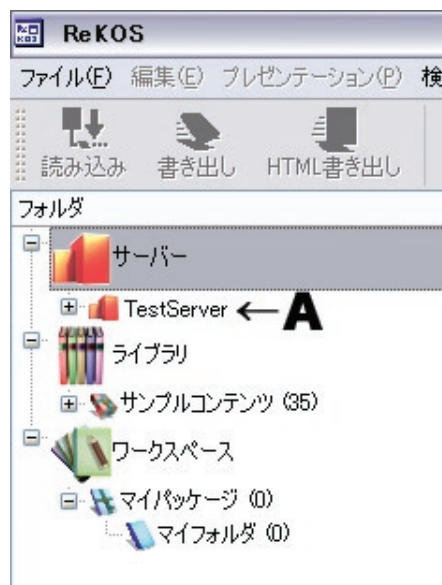 ReKOS
ファイル(F) 編集(E) プレゼンテーション(P) 検
読み込み 書き出し HTML書き出し
フォルダ
サーバー
TestServer ←A
ライブラリ
サンプルコンテンツ (35)
ワークスペース
マイパッケージ (0)
マイフォルダ (0)